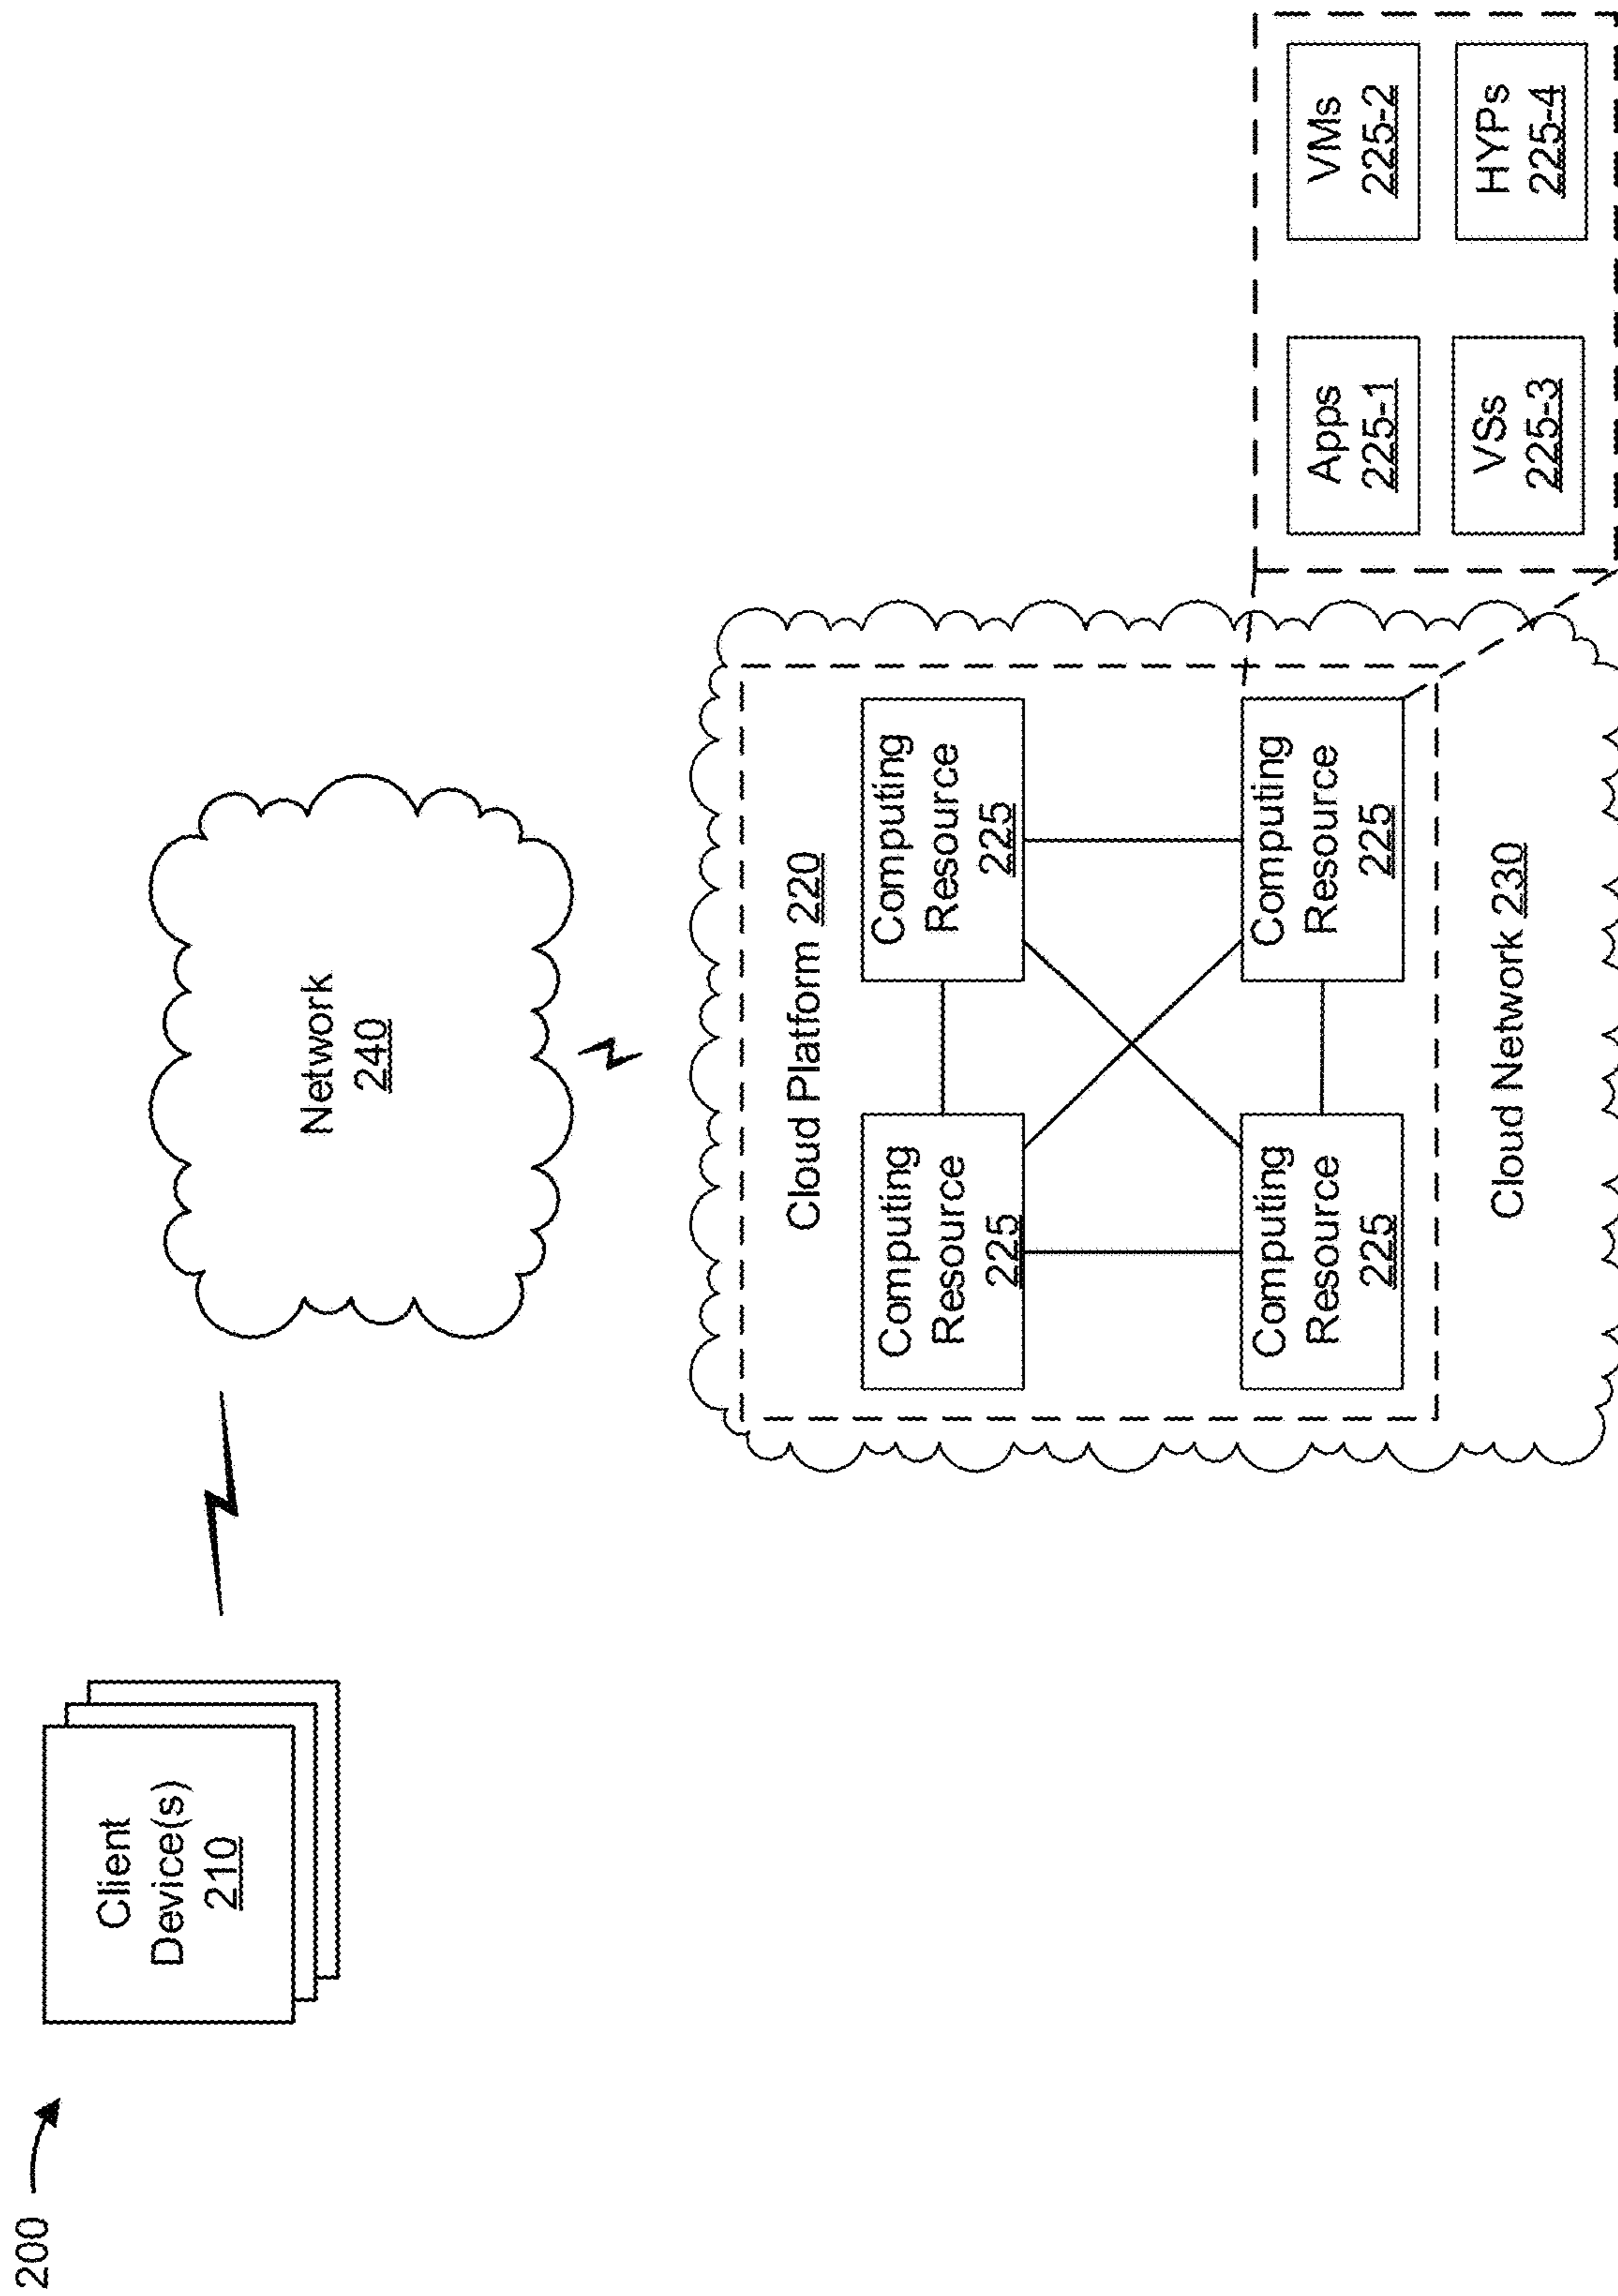 200
Client
Device(s)
210
Network
240
Cloud Platform 220
Computing
Resource
225
Computing
Resource
225
Computing
Resource
225
Computing
Resource
225
Cloud Network 230
Apps
225-1
VMs
225-2
VSs
225-3
HYPs
225-4